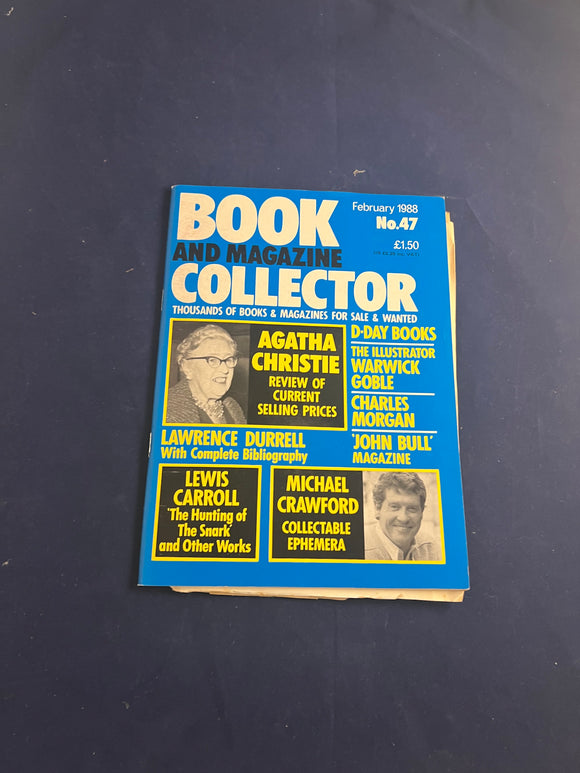 BOOK
AND MAGAZINE
COLLECTOR
February 1988
No.47
£1.50
THOUSANDS OF BOOKS & MAGAZINES FOR SALE & WANTED
AGATHA
CHRISTIE
REVIEW OF
CURRENT
SELLING PRICES
D-DAY BOOKS
THE ILLUSTRATOR
WARWICK
GOBLE
CHARLES
MORGAN
'JOHN BULL'
MAGAZINE
LAWRENCE DURRELL
With Complete Bibliography
LEWIS
CARROLL
'The Hunting of
The Snark'
and Other Works
MICHAEL
CRAWFORD
COLLECTABLE
EPHEMERA